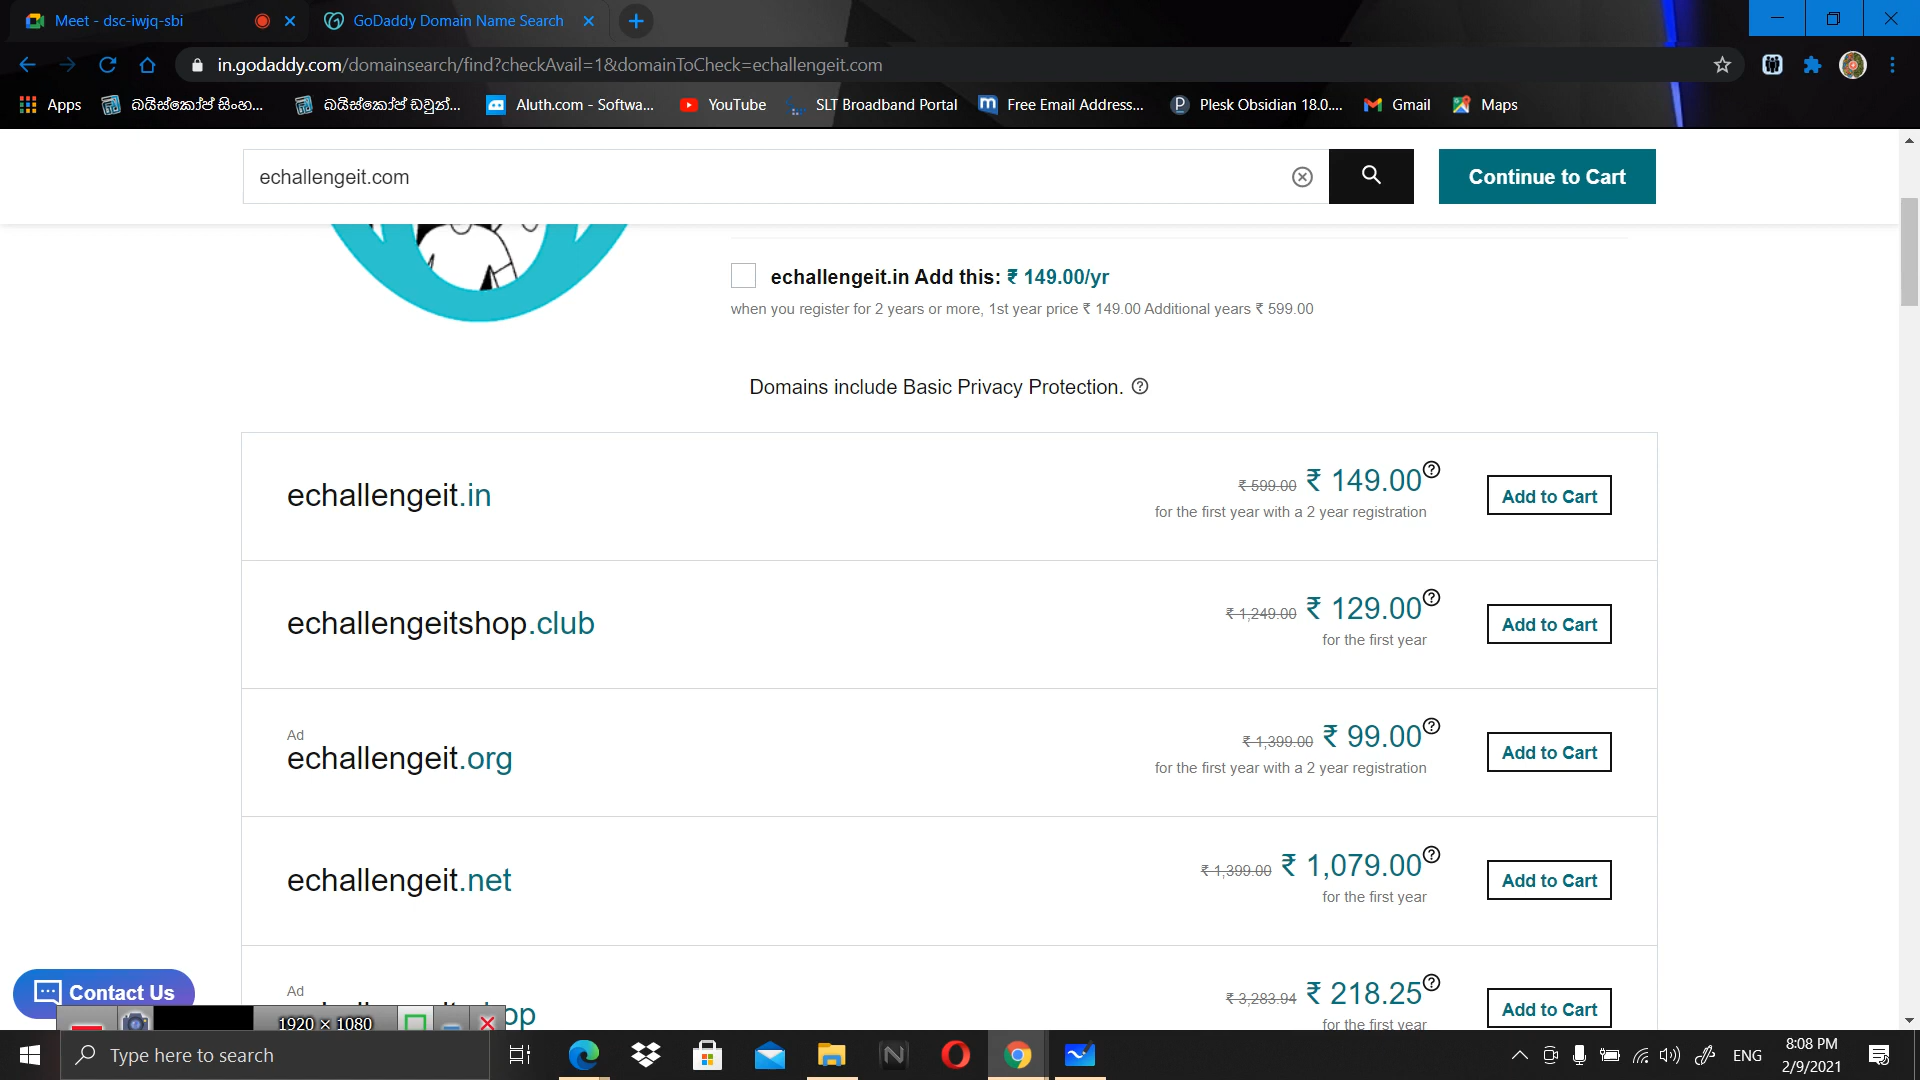 Meet - dsc-iwjq-sbi
GoDaddy Domain Name Search
in.godaddy.com/domainsearch/find?checkAvail=1&domainToCheck=echallengeit.com
Apps
බයිස්කෝප් සිංහ...
බයිස්කෝප් ඩවුන්...
Aluth.com - Softwa...
YouTube
SLT Broadband Portal
Free Email Address...
Plesk Obsidian 18.0....
Gmail
Maps
echallengeit.com
Continue to Cart
echallengeit.in Add this: ₹ 149.00/yr
when you register for 2 years or more, 1st year price ₹ 149.00 Additional years ₹ 599.00
Domains include Basic Privacy Protection.
echallengeit.in
₹ 599.00 ₹ 149.00
for the first year with a 2 year registration
Add to Cart
echallengeitshop.club
₹ 1,249.00 ₹ 129.00
for the first year
Add to Cart
Ad
echallengeit.org
₹ 1,399.00 ₹ 99.00
for the first year with a 2 year registration
Add to Cart
echallengeit.net
₹ 1,399.00 ₹ 1,079.00
for the first year
Add to Cart
Ad
₹ 3,283.94 ₹ 218.25
for the first year
Add to Cart
Contact Us
1920 × 1080
Type here to search
ENG
8:08 PM
2/9/2021